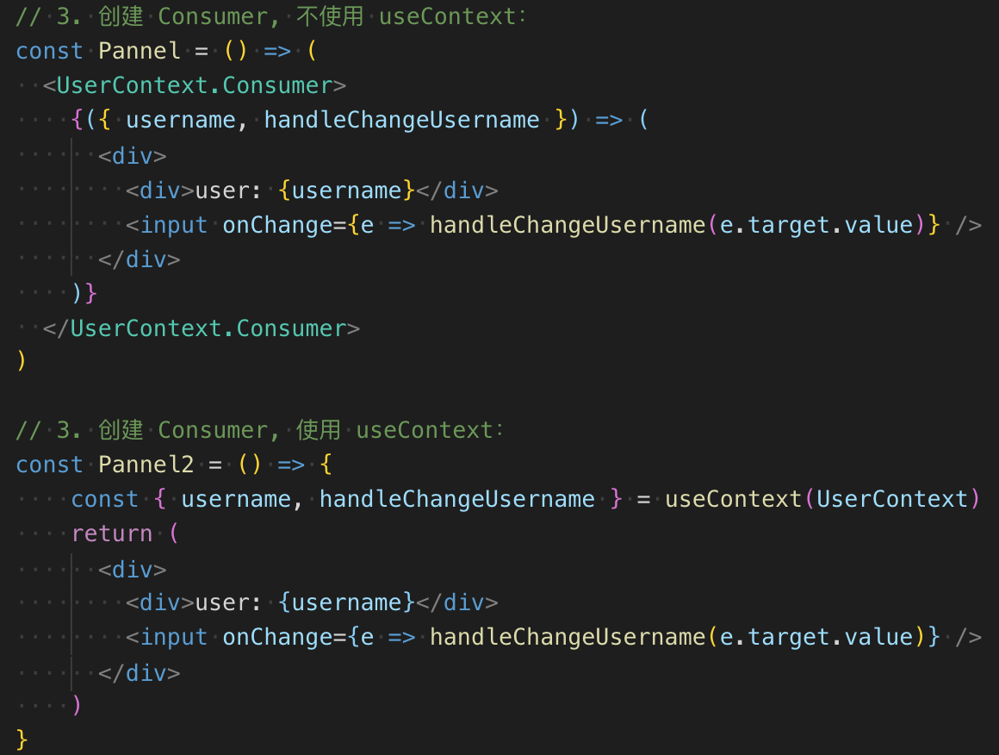 // 3. 创建 Consumer, 不使用 useContext:
const Pannel = () => (
  <UserContext.Consumer>
    {({ username, handleChangeUsername }) => (
      <div>
        <div>user: {username}</div>
        <input onChange={e => handleChangeUsername(e.target.value)} />
      </div>
    )}
  </UserContext.Consumer>
)

// 3. 创建 Consumer, 使用 useContext:
const Pannel2 = () => {
    const { username, handleChangeUsername } = useContext(UserContext)
    return (
      <div>
        <div>user: {username}</div>
        <input onChange={e => handleChangeUsername(e.target.value)} />
      </div>
    )
}